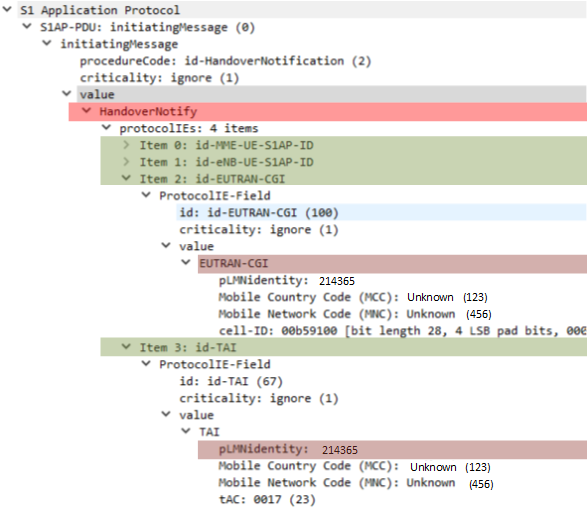 S1 Application Protocol
S1AP-PDU: initiatingMessage (0)
initiatingMessage
procedureCode: id-HandoverNotification (2)
criticality: ignore (1)
value
HandoverNotify
protocolIEs: 4 items
Item 0: id-MME-UE-S1AP-ID
Item 1: id-eNB-UE-S1AP-ID
Item 2: id-EUTRAN-CGI
ProtocolIE-Field
id: id-EUTRAN-CGI (100)
criticality: ignore (1)
value
EUTRAN-CGI
pLMNidentity: 214365
Mobile Country Code (MCC): Unknown (123)
Mobile Network Code (MNC): Unknown (456)
cell-ID: 00b59100 [bit length 28, 4 LSB pad bits, 000
Item 3: id-TAI
ProtocolIE-Field
id: id-TAI (67)
criticality: ignore (1)
value
TAI
pLMNidentity: 214365
Mobile Country Code (MCC): Unknown (123)
Mobile Network Code (MNC): Unknown (456)
tAC: 0017 (23)